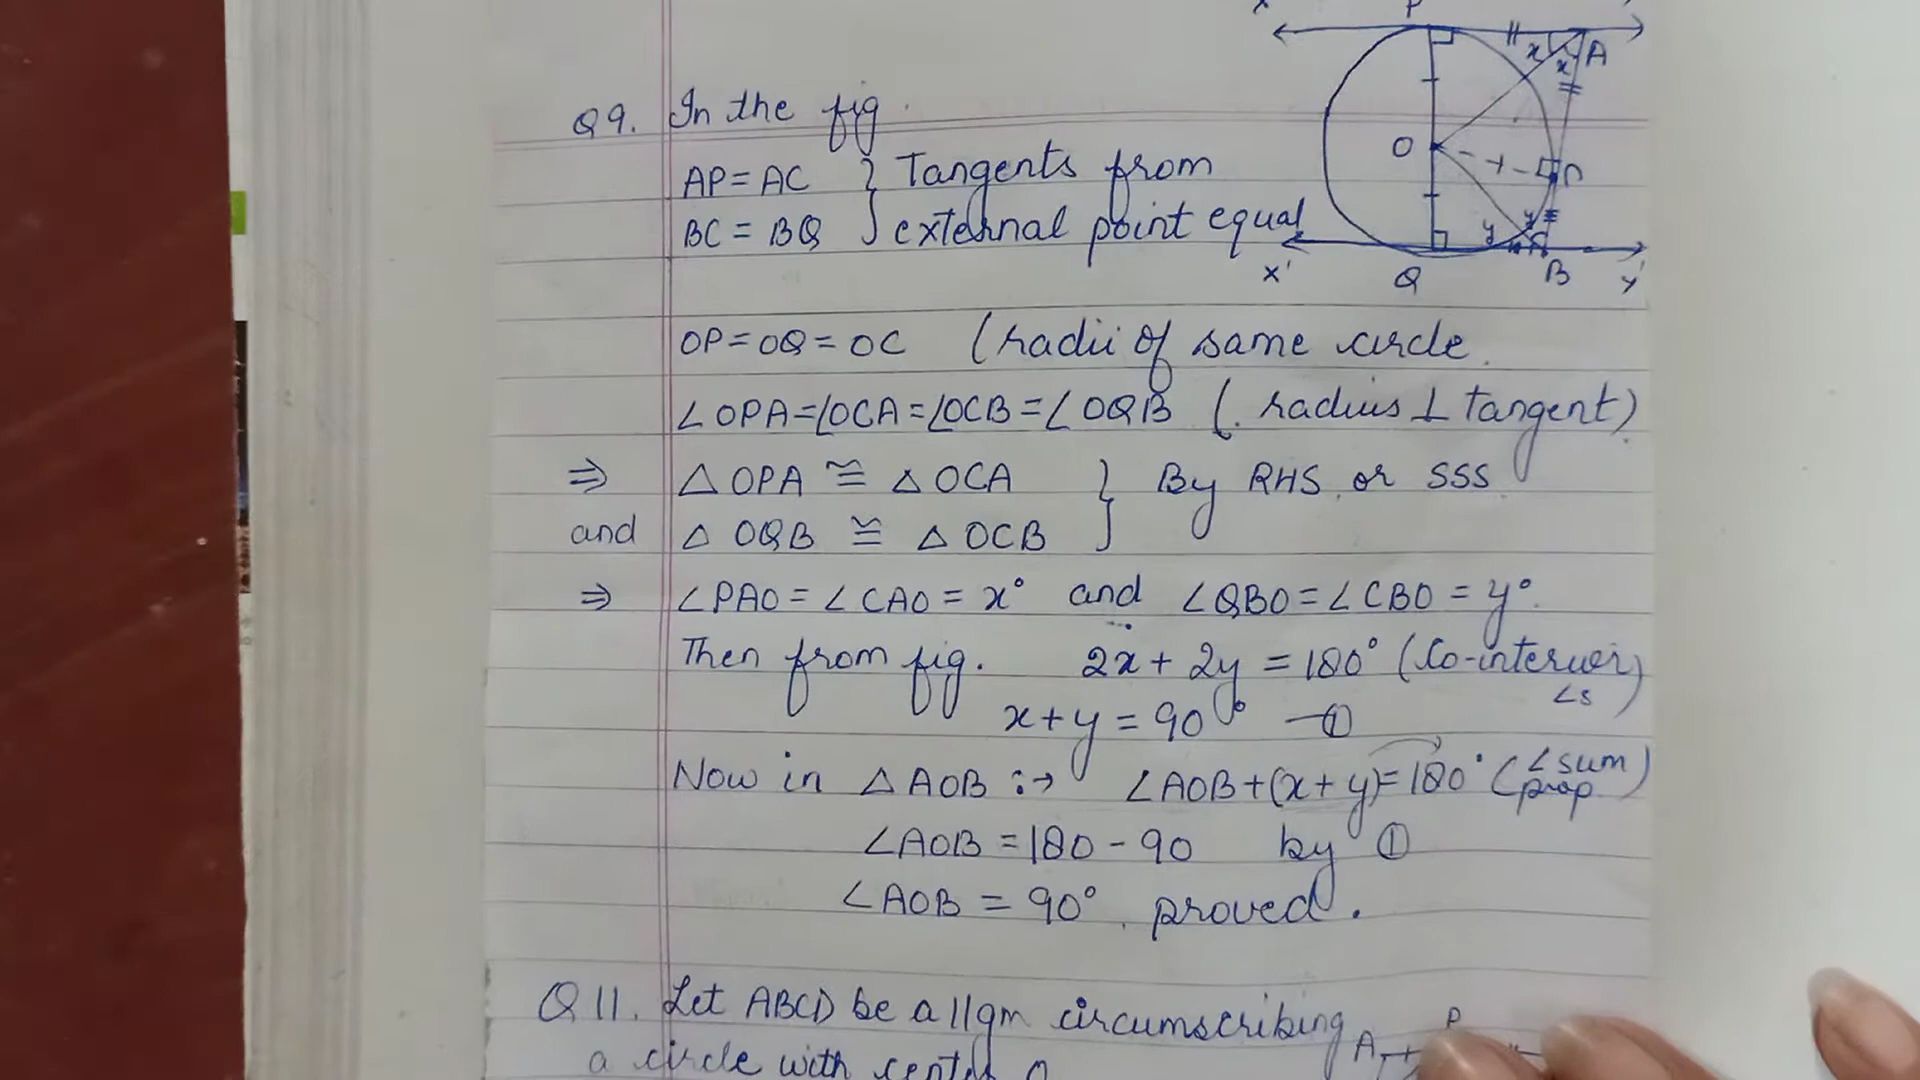 P
A
x
x
Q9. In the fig.
O
C
AP = AC } Tangents from
BC = BQ } external point equal
y
y
X' Q B Y'
OP = OQ = OC (radii of same circle.
∠OPA = ∠OCA = ∠OCB = ∠OQB (. radius ⊥ tangent)
⇒ △OPA ≅ △OCA } By RHS or SSS
and △OQB ≅ △OCB
⇒ ∠PAO = ∠CAO = x° and ∠QBO = ∠CBO = y°.
Then from fig. 2x + 2y = 180° (Co-interior ∠s)
x + y = 90° —①
Now in △AOB :→ ∠AOB + (x + y) = 180° (∠sum prop)
∠AOB = 180 - 90 by ①
∠AOB = 90°. proved.
Q11. Let ABCD be a ||gm circumscribing
A P
a circle with